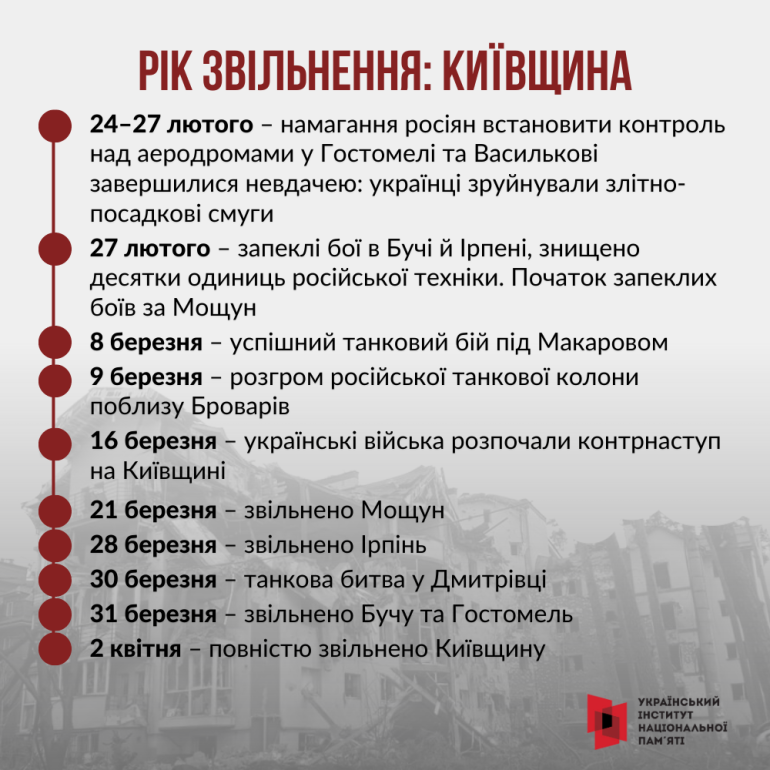 РІК ЗВІЛЬНЕННЯ: КИЇВЩИНА
24–27 лютого – намагання росіян встановити контроль
над аеродромами у Гостомелі та Василькові
завершилися невдачею: українці зруйнували злітно-
посадкові смуги
27 лютого – запеклі бої в Бучі й Ірпені, знищено
десятки одиниць російської техніки. Початок запеклих
боїв за Мощун
8 березня – успішний танковий бій під Макаровом
9 березня – розгром російської танкової колони
поблизу Броварів
16 березня – українські війська розпочали контрнаступ
на Київщині
21 березня – звільнено Мощун
28 березня – звільнено Ірпінь
30 березня – танкова битва у Дмитрівці
31 березня – звільнено Бучу та Гостомель
2 квітня – повністю звільнено Київщину
УКРАЇНСЬКИЙ
ІНСТИТУТ
НАЦІОНАЛЬНОЇ
ПАМ'ЯТІ